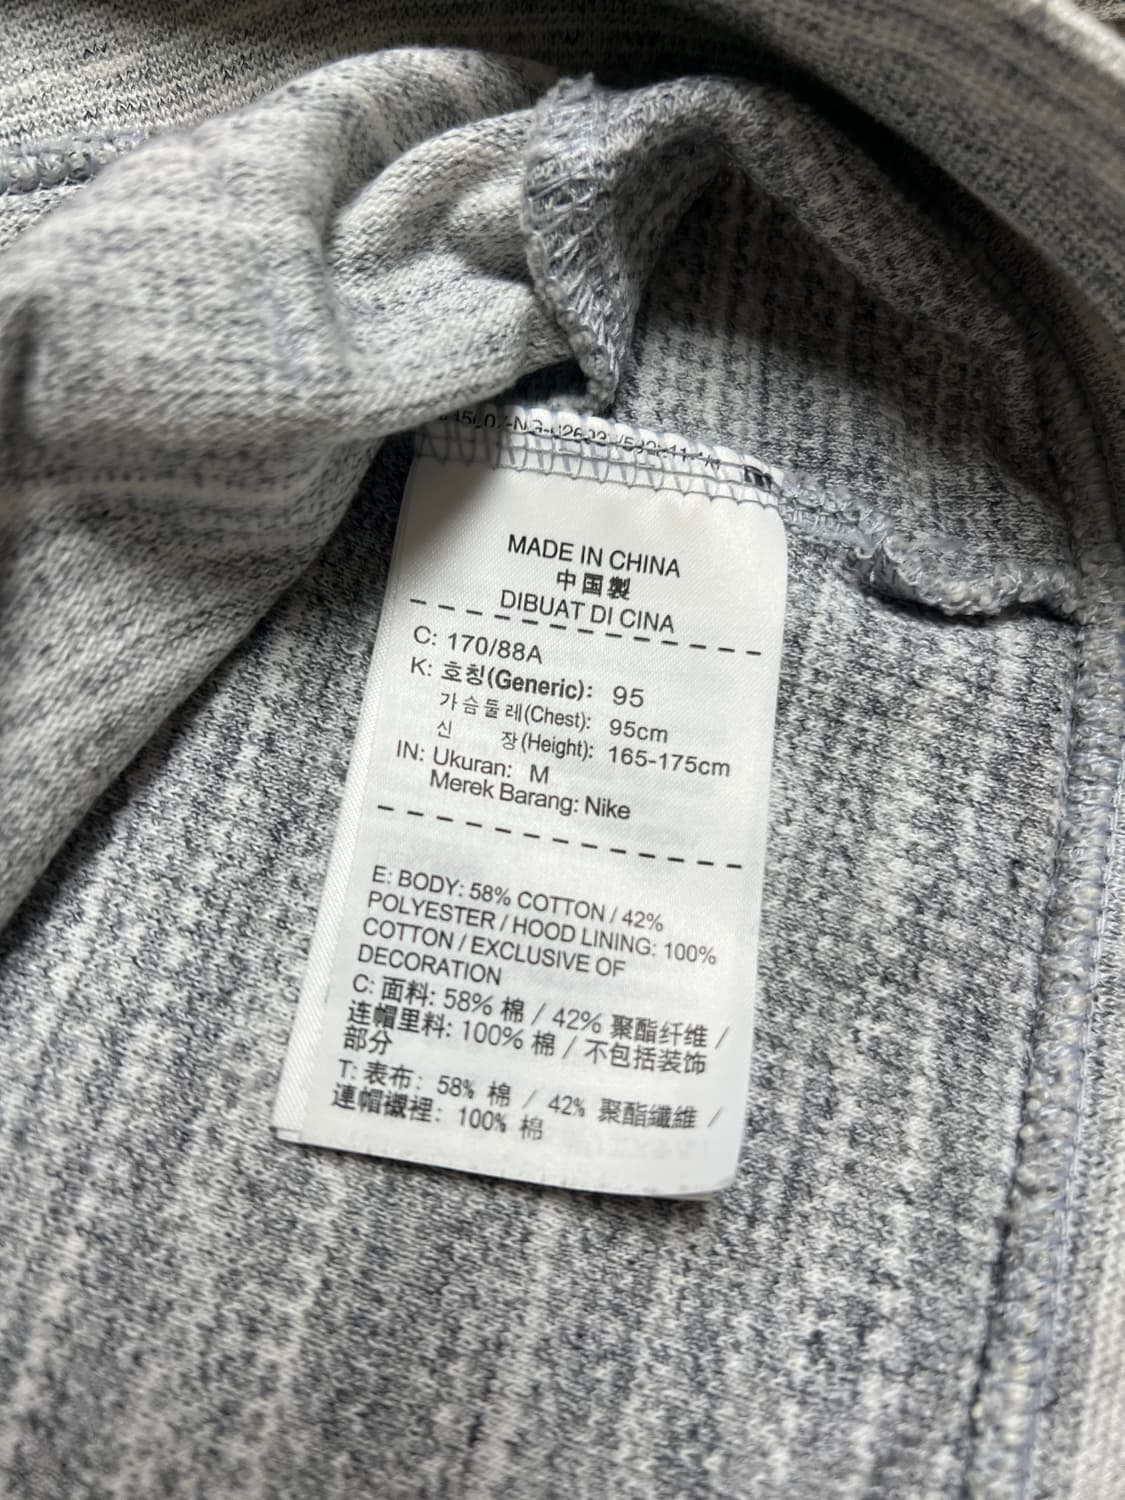 MADE IN CHINA
中国製
DIBUAT DI CINA
C: 170/88A
K: 호칭(Generic): 95
가슴둘레(Chest): 95cm
신 장(Height): 165-175cm
IN: Ukuran: M
Merek Barang: Nike
E: BODY: 58% COTTON / 42%
POLYESTER / HOOD LINING: 100%
COTTON / EXCLUSIVE OF
DECORATION
C: 面料: 58% 棉 / 42% 聚酯纤维 /
连帽里料: 100% 棉 / 不包括装饰
部分
T: 表布: 58% 棉 / 42% 聚酯纖維 /
連帽襯裡: 100% 棉